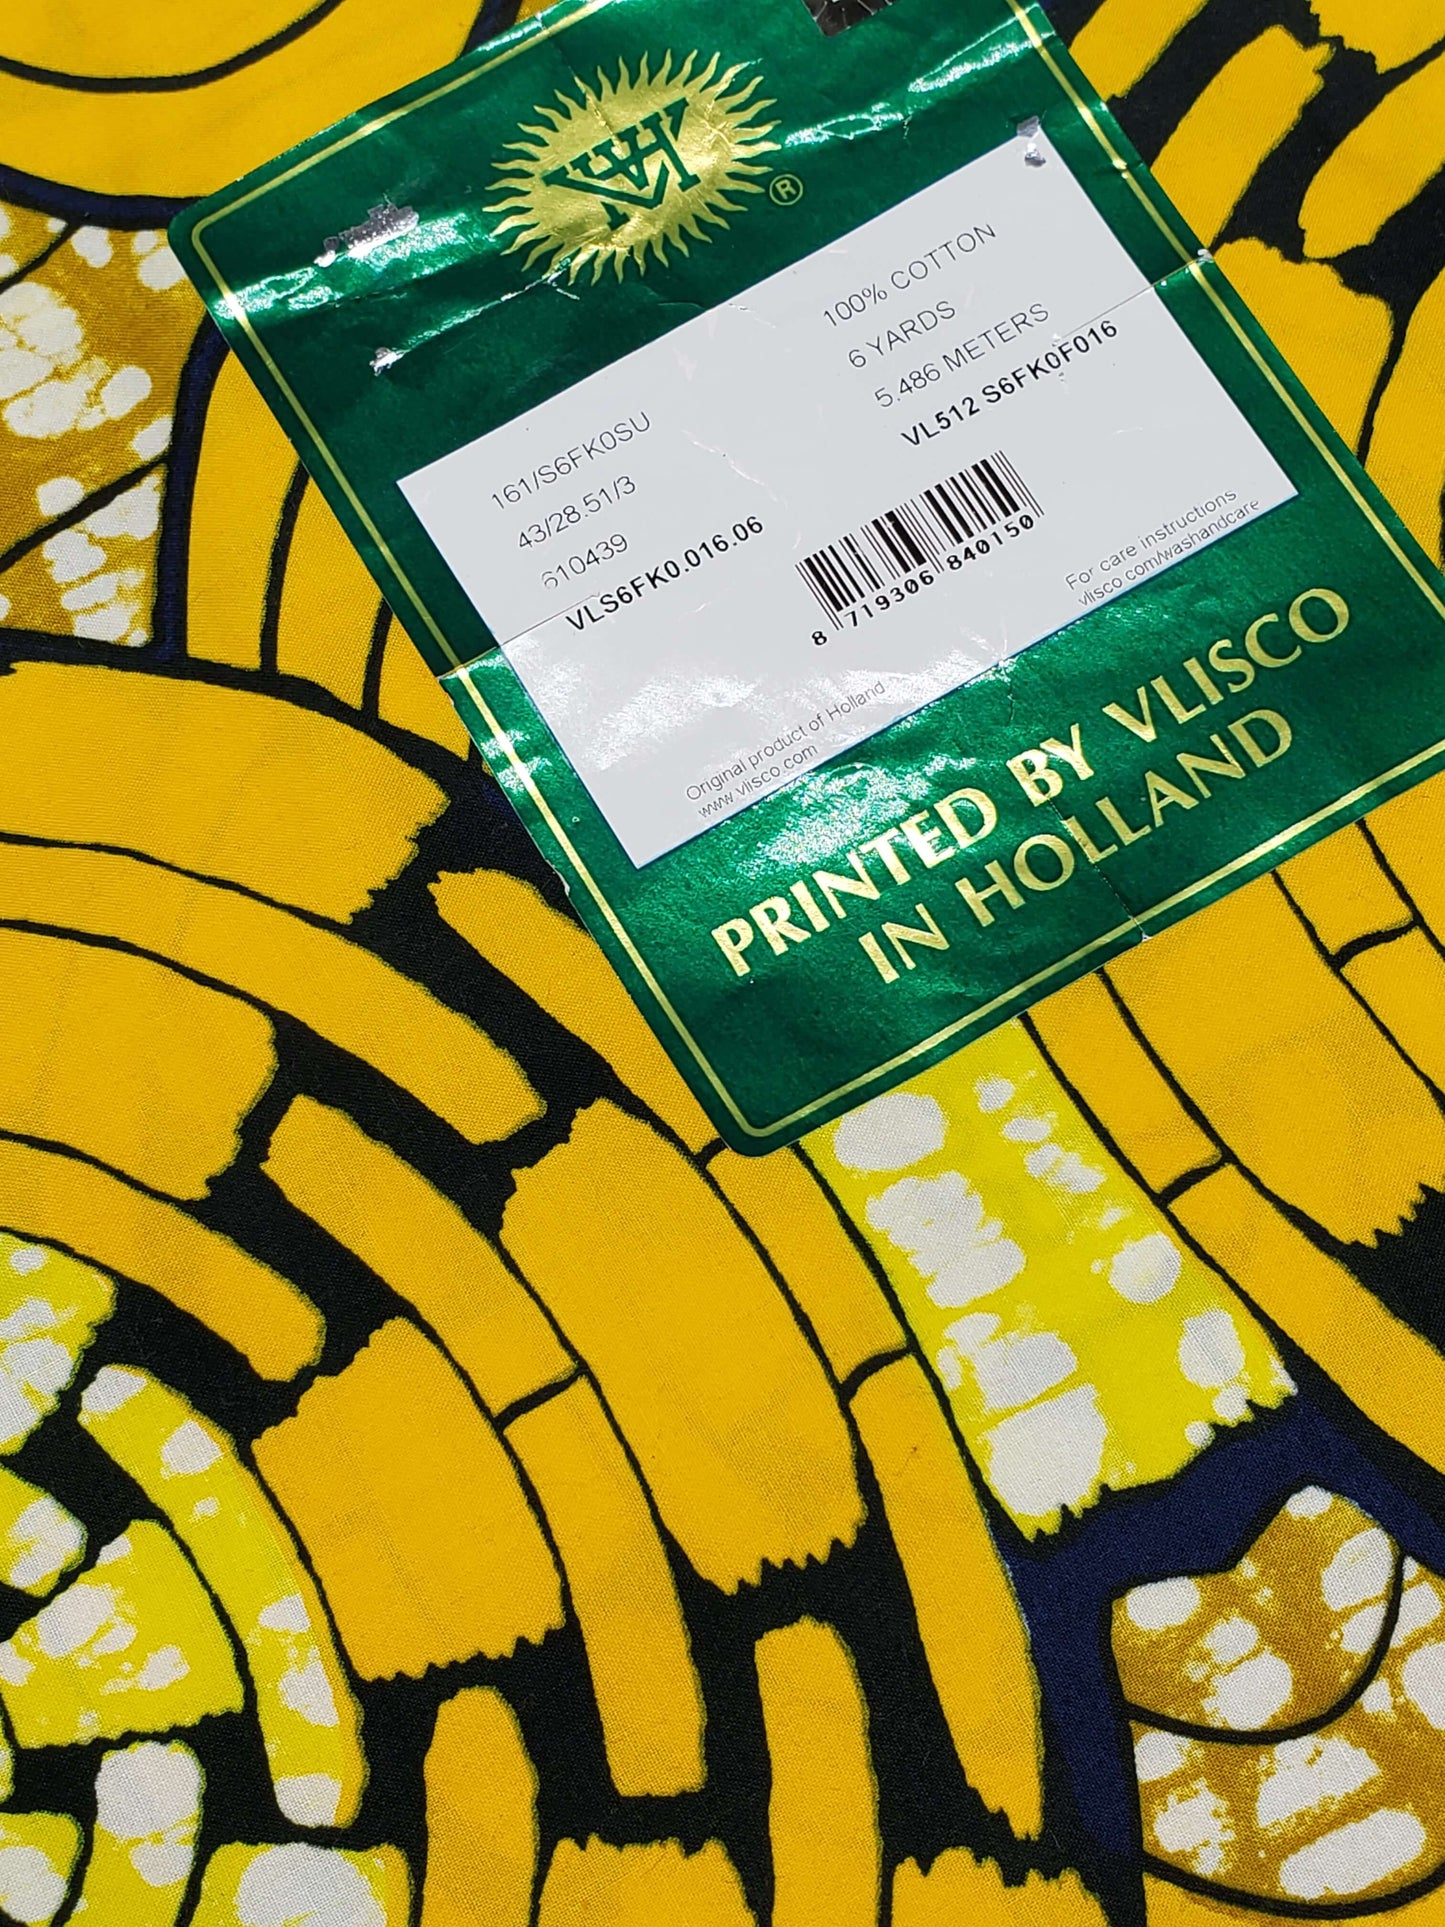 ®
161/S6FK0SU
43/28.51/3
610439
VLS6FK0.016.06
100% COTTON
6 YARDS
5.486 METERS
VL512 S6FK0F016
8 719306 840150
Original product of Holland
www.vlisco.com
For care instructions
vlisco.com/washandcare
PRINTED BY VLISCO
IN HOLLAND